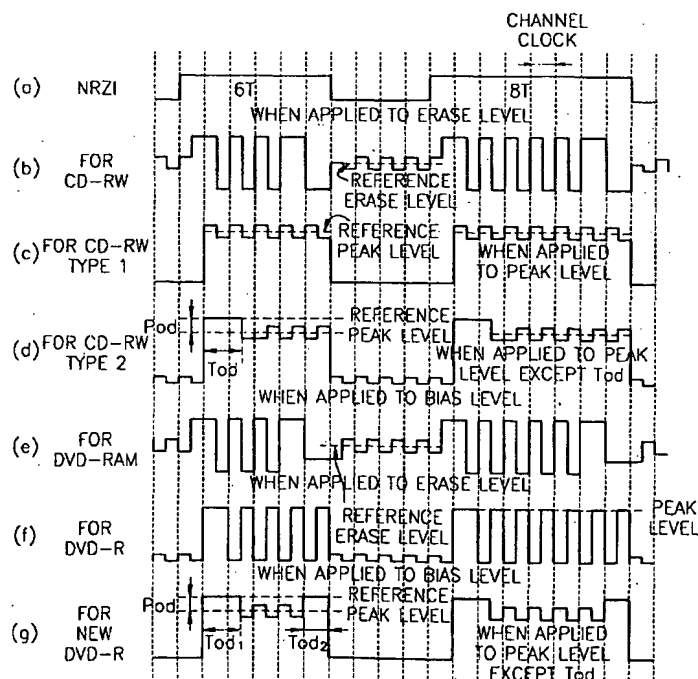 CHANNEL
CLOCK
(a) NRZI
6T
8T
WHEN APPLIED TO ERASE LEVEL
(b) FOR
CD-RW
REFERENCE
ERASE LEVEL
(c) FOR CD-RW
TYPE 1
REFERENCE
PEAK LEVEL
WHEN APPLIED
TO PEAK LEVEL
Pod
REFERENCE
PEAK LEVEL
(d) FOR CD-RW
TYPE 2
Tod
WHEN APPLIED TO PEAK
LEVEL EXCEPT Tod
WHEN APPLIED TO BIAS LEVEL
(e) FOR
DVD-RAM
WHEN APPLIED TO ERASE LEVEL
REFERENCE
ERASE LEVEL
PEAK
LEVEL
(f) FOR
DVD-R
WHEN APPLIED TO BIAS LEVEL
Pod
REFERENCE
PEAK LEVEL
(g) FOR
NEW
DVD-R
Tod1
Tod2
WHEN APPLIED
TO PEAK LEVEL
EXCEPT Tod